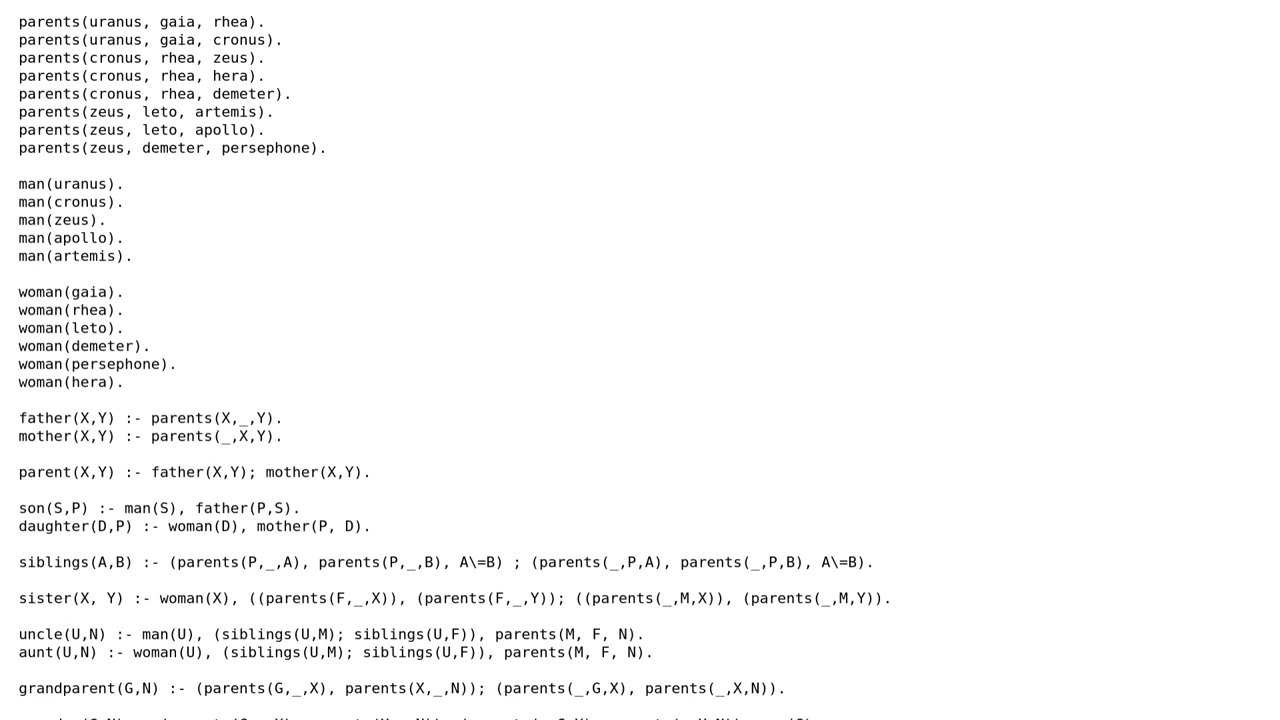 parents(uranus, gaia, rhea).
parents(uranus, gaia, cronus).
parents(cronus, rhea, zeus).
parents(cronus, rhea, hera).
parents(cronus, rhea, demeter).
parents(zeus, leto, artemis).
parents(zeus, leto, apollo).
parents(zeus, demeter, persephone).
man(uranus).
man(cronus).
man(zeus).
man(apollo).
man(artemis).
woman(gaia).
woman(rhea).
woman(leto).
woman(demeter).
woman(persephone).
woman(hera).
father(X,Y) :- parents(X,_,Y).
mother(X,Y) :- parents(_,X,Y).
parent(X,Y) :- father(X,Y); mother(X,Y).
son(S,P) :- man(S), father(P,S).
daughter(D,P) :- woman(D), mother(P, D).
siblings(A,B) :- (parents(P,_,A), parents(P,_,B), A\=B) ; (parents(_,P,A), parents(_,P,B), A\=B).
sister(X, Y) :- woman(X), ((parents(F,_,X)), (parents(F,_,Y)); ((parents(_,M,X)), (parents(_,M,Y)).
uncle(U,N) :- man(U), (siblings(U,M); siblings(U,F)), parents(M, F, N).
aunt(U,N) :- woman(U), (siblings(U,M); siblings(U,F)), parents(M, F, N).
grandparent(G,N) :- (parents(G,_,X), parents(X,_,N)); (parents(_,G,X), parents(_,X,N)).